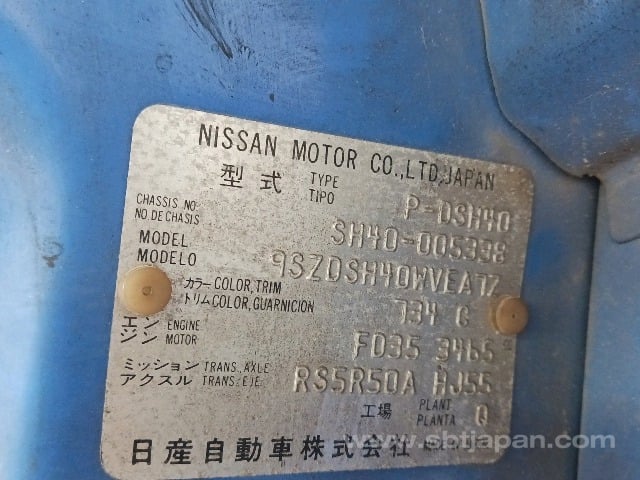 NISSAN MOTOR CO.,LTD.JAPAN
型式 TYPE TIPO P-DSH40
CHASSIS NO. NO DE CHASIS SH40-005398
MODEL MODELO 9SZDSH40WVEA7Z
カラー COLOR,TRIM トリム COLOR, GUARNICION 734 G
エンジン ENGINE MOTOR FD35 3465
ミッション TRANS., AXLE アクスル TRANS., EJE. RS5R50A HJ55
工場 PLANT PLANTA Q
日産自動車株式会社
www.sbtjapan.com